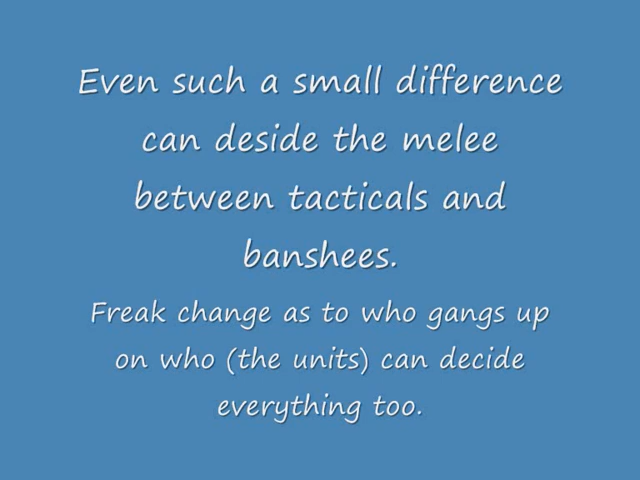 Even such a small difference
can deside the melee
between tacticals and
banshees.
Freak change as to who gangs up
on who (the units) can decide
everything too.